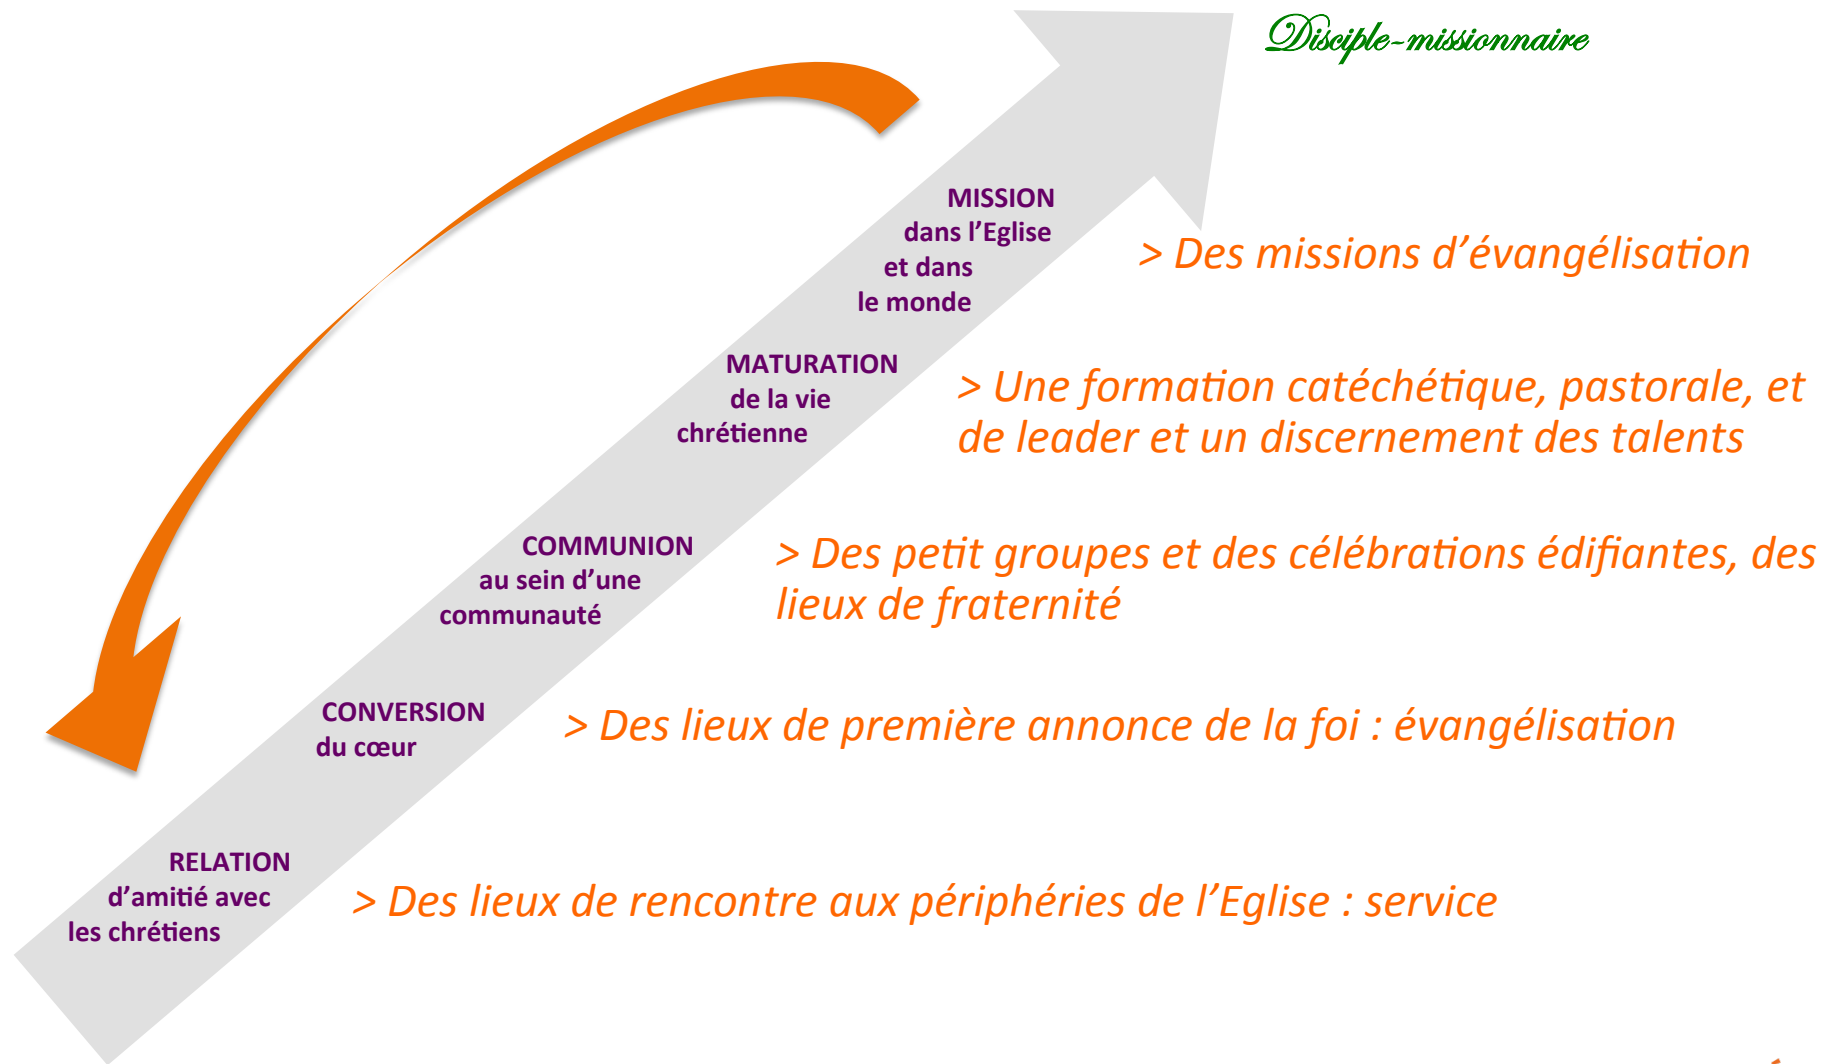 Disciple-missionnaire
MISSION
dans l’Eglise
et dans
le monde
> Des missions d’évangélisation
MATURATION
de la vie
chrétienne
> Une formation catéchétique, pastorale, et
de leader et un discernement des talents
COMMUNION
au sein d’une
communauté
> Des petit groupes et des célébrations édifiantes, des
lieux de fraternité
CONVERSION
du cœur
> Des lieux de première annonce de la foi : évangélisation
RELATION
d’amitié avec
les chrétiens
> Des lieux de rencontre aux périphéries de l’Eglise : service